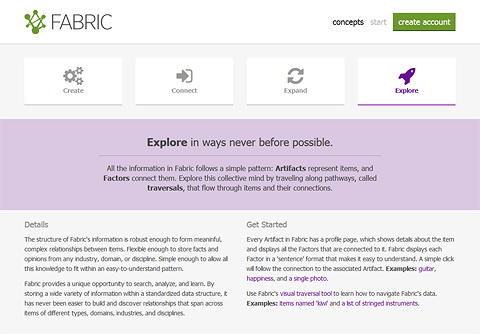 FABRIC
concepts start create account
Create Connect Expand Explore
Explore in ways never before possible.
All the information in Fabric follows a simple pattern: Artifacts represent items, and
Factors connect them. Explore this collective mind by traveling along pathways, called
traversals, that flow through items and their connections.
Details
The structure of Fabric's information is robust enough to form meaningful,
complex relationships between items. Flexible enough to store facts and
opinions from any industry, domain, or discipline. Simple enough to allow all
this knowledge to fit within an easy-to-understand pattern.
Fabric provides a unique opportunity to search, analyze, and learn. By
storing a wide variety of information within a standardized data structure, it
has never been easier to build and discover relationships that span across
items of different types, domains, industries, and disciplines.
Get Started
Every Artifact in Fabric has a profile page, which shows details about the item
and displays all the Factors that are connected to it. Fabric displays each
Factor in a 'sentence' format that makes it easy to understand. A simple click
will follow the connection to the associated Artifact. Examples: guitar,
happiness, and a single photo.
Use Fabric's visual traversal tool to learn how to navigate Fabric's data.
Examples: items named 'kiwi' and a list of stringed instruments.